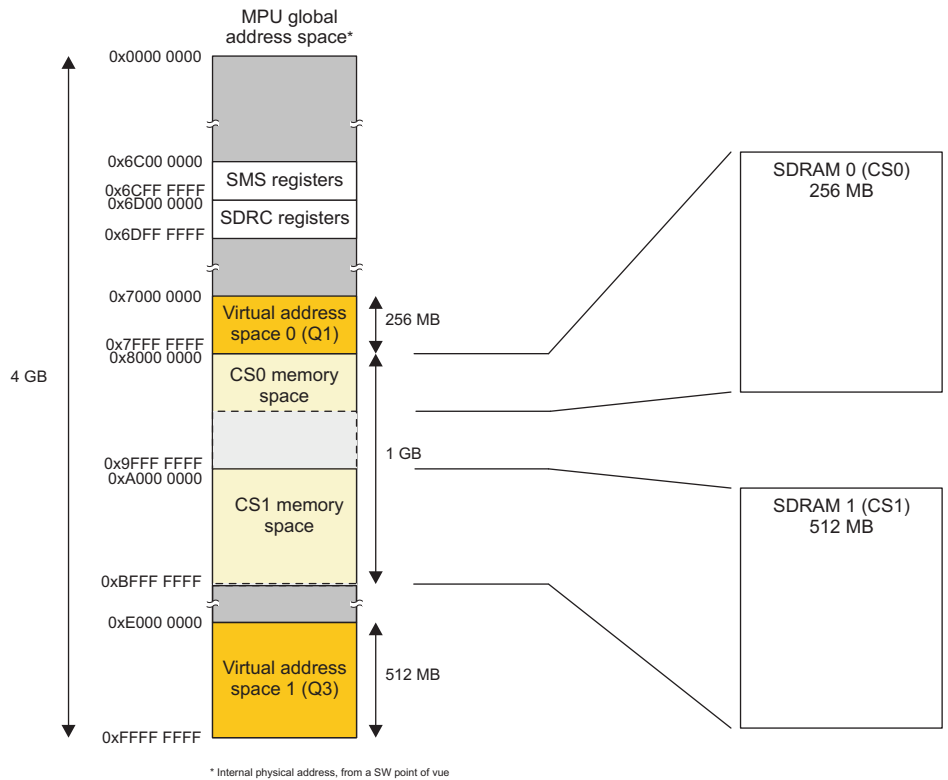 MPU global
address space*
0x0000 0000
0x6C00 0000
SMS registers
0x6CFF FFFF
0x6D00 0000
SDRC registers
0x6DFF FFFF
0x7000 0000
Virtual address
space 0 (Q1)
256 MB
0x7FFF FFFF
0x8000 0000
4 GB
CS0 memory
space
1 GB
0x9FFF FFFF
0xA000 0000
CS1 memory
space
0xBFFF FFFF
0xE000 0000
Virtual address
space 1 (Q3)
512 MB
0xFFFF FFFF
SDRAM 0 (CS0)
256 MB
SDRAM 1 (CS1)
512 MB
* Internal physical address, from a SW point of vue